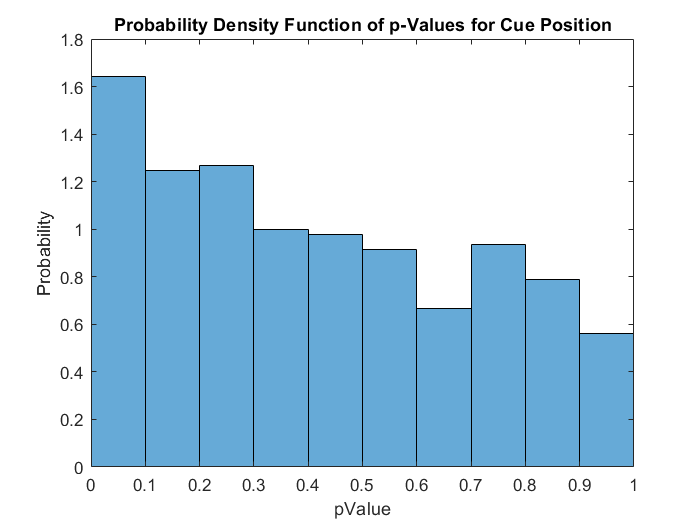 Probability Density Function of p-Values for Cue Position
1.8
1.6
1.4
1.2
1
0.8
0.6
0.4
0.2
0
Probability
0 0.1 0.2 0.3 0.4 0.5 0.6 0.7 0.8 0.9 1
pValue